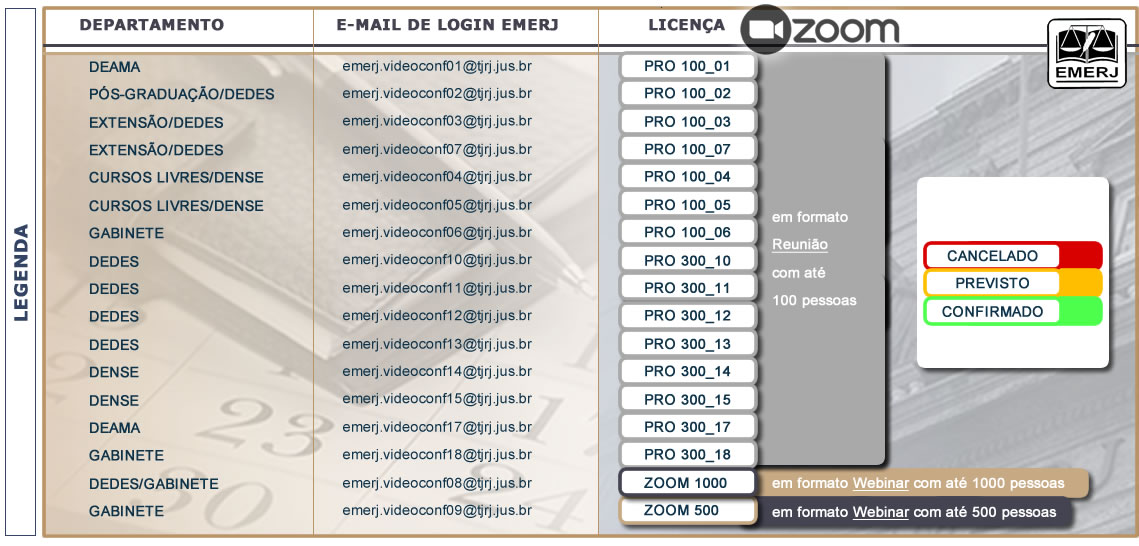 DEPARTAMENTO E-MAIL DE LOGIN EMERJ LICENÇA zoom
EMERJ
LEGENDA
DEAMA emerj.videoconf01@tjrj.jus.br PRO 100_01
PÓS-GRADUAÇÃO/DEDES emerj.videoconf02@tjrj.jus.br PRO 100_02
EXTENSÃO/DEDES emerj.videoconf03@tjrj.jus.br PRO 100_03
EXTENSÃO/DEDES emerj.videoconf07@tjrj.jus.br PRO 100_07
CURSOS LIVRES/DENSE emerj.videoconf04@tjrj.jus.br PRO 100_04
CURSOS LIVRES/DENSE emerj.videoconf05@tjrj.jus.br PRO 100_05
GABINETE emerj.videoconf06@tjrj.jus.br PRO 100_06
DEDES emerj.videoconf10@tjrj.jus.br PRO 300_10
DEDES emerj.videoconf11@tjrj.jus.br PRO 300_11
DEDES emerj.videoconf12@tjrj.jus.br PRO 300_12
DEDES emerj.videoconf13@tjrj.jus.br PRO 300_13
DENSE emerj.videoconf14@tjrj.jus.br PRO 300_14
DENSE emerj.videoconf15@tjrj.jus.br PRO 300_15
DEAMA emerj.videoconf17@tjrj.jus.br PRO 300_17
GABINETE emerj.videoconf18@tjrj.jus.br PRO 300_18
DEDES/GABINETE emerj.videoconf08@tjrj.jus.br ZOOM 1000 em formato Webinar com até 1000 pessoas
GABINETE emerj.videoconf09@tjrj.jus.br ZOOM 500 em formato Webinar com até 500 pessoas
em formato
Reunião
com até
100 pessoas
CANCELADO
PREVISTO
CONFIRMADO
23
30
24